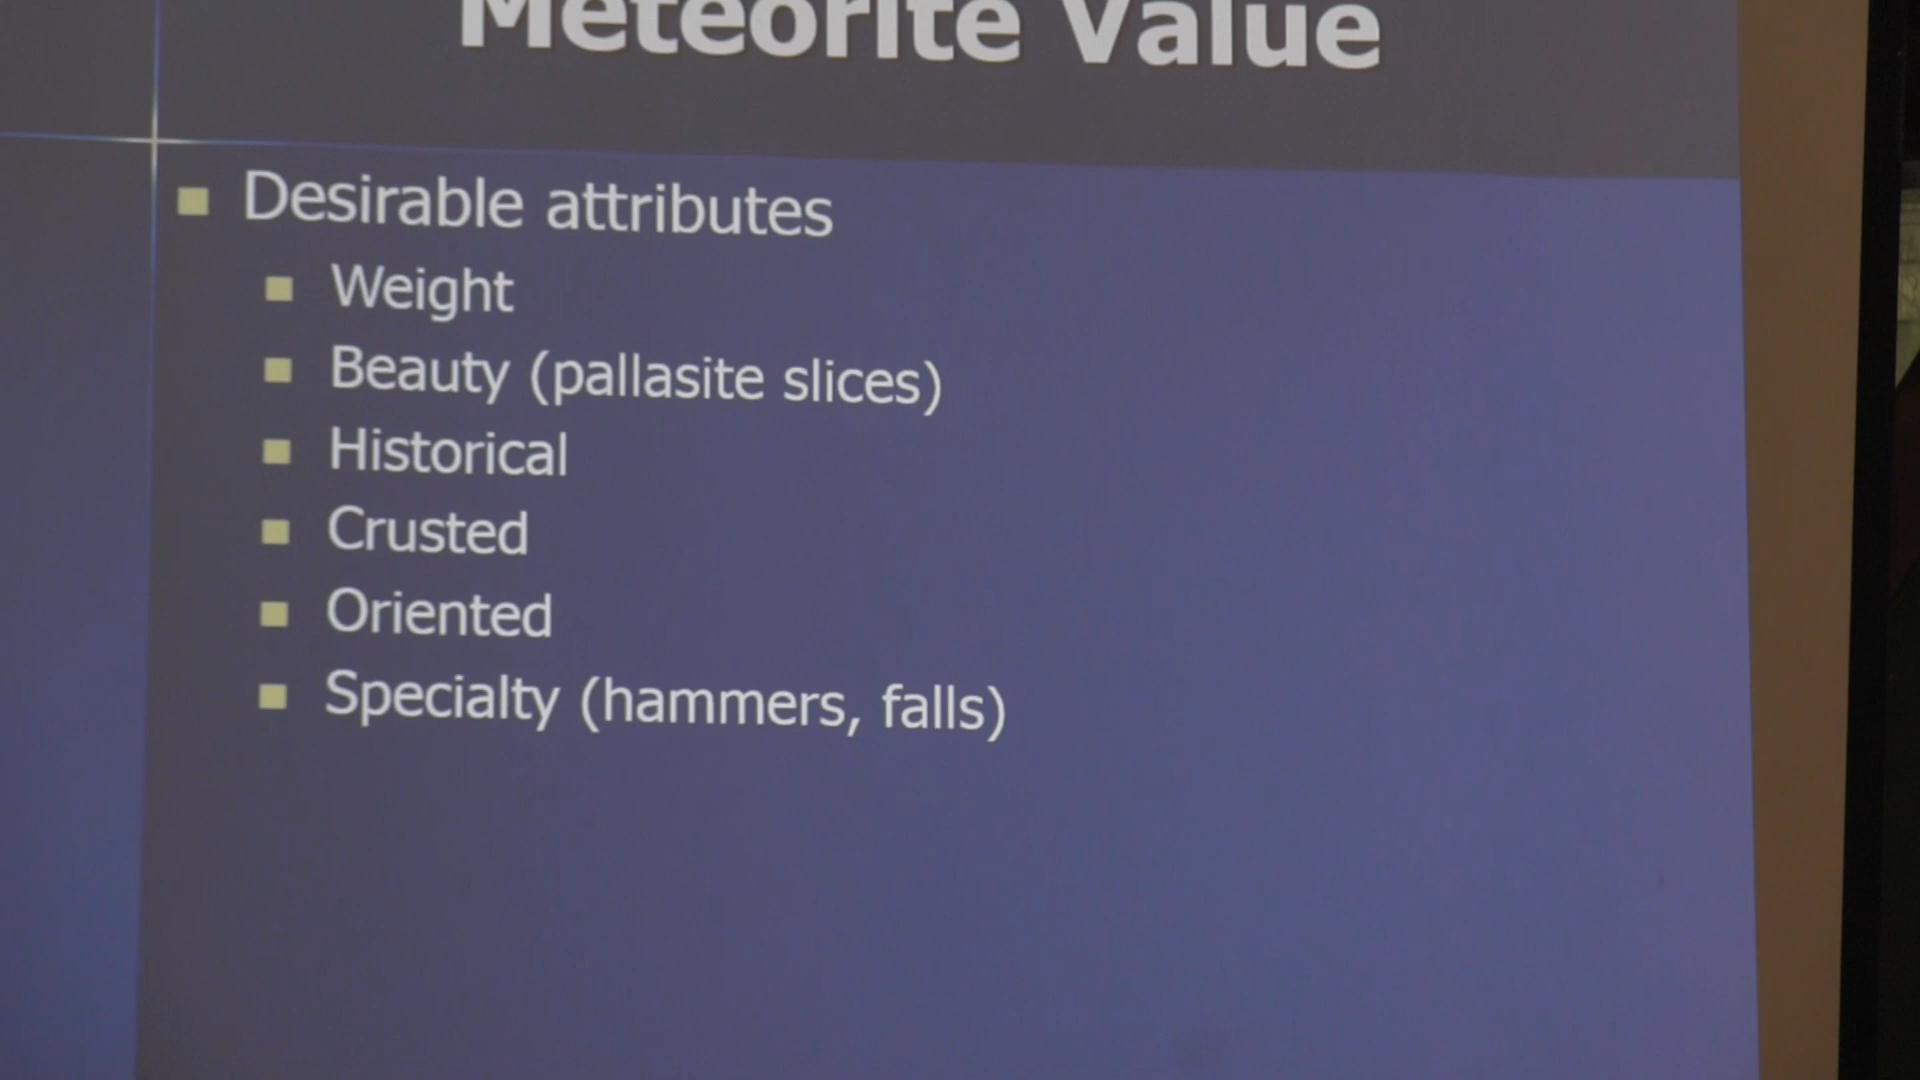 Meteorite Value
Desirable attributes
Weight
Beauty (pallasite slices)
Historical
Crusted
Oriented
Specialty (hammers, falls)